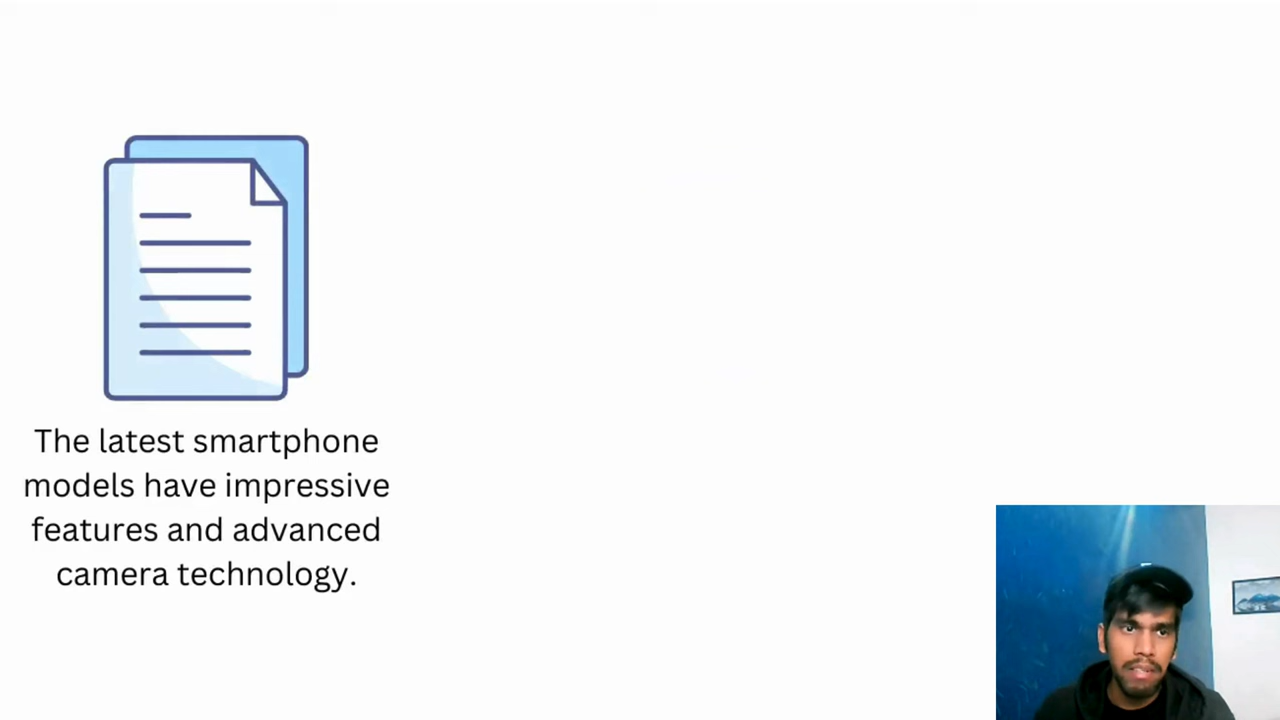 The latest smartphone
models have impressive
features and advanced
camera technology.